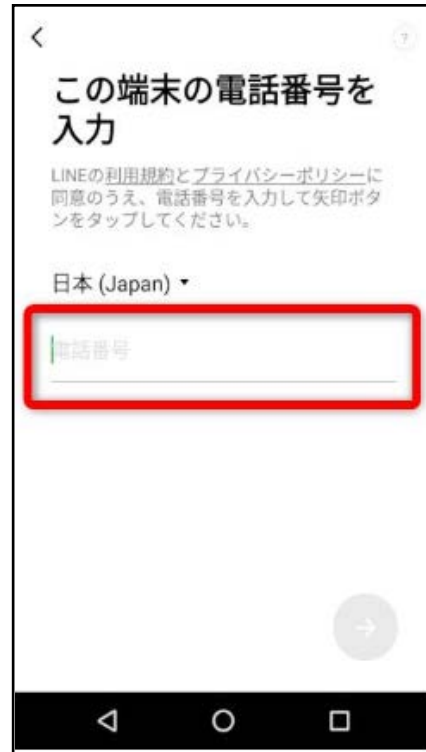 この端末の電話番号を
入力
LINEの利用規約とプライバシーポリシーに
同意のうえ、電話番号を入力して矢印ボタ
ンをタップしてください。
日本 (Japan)
電話番号